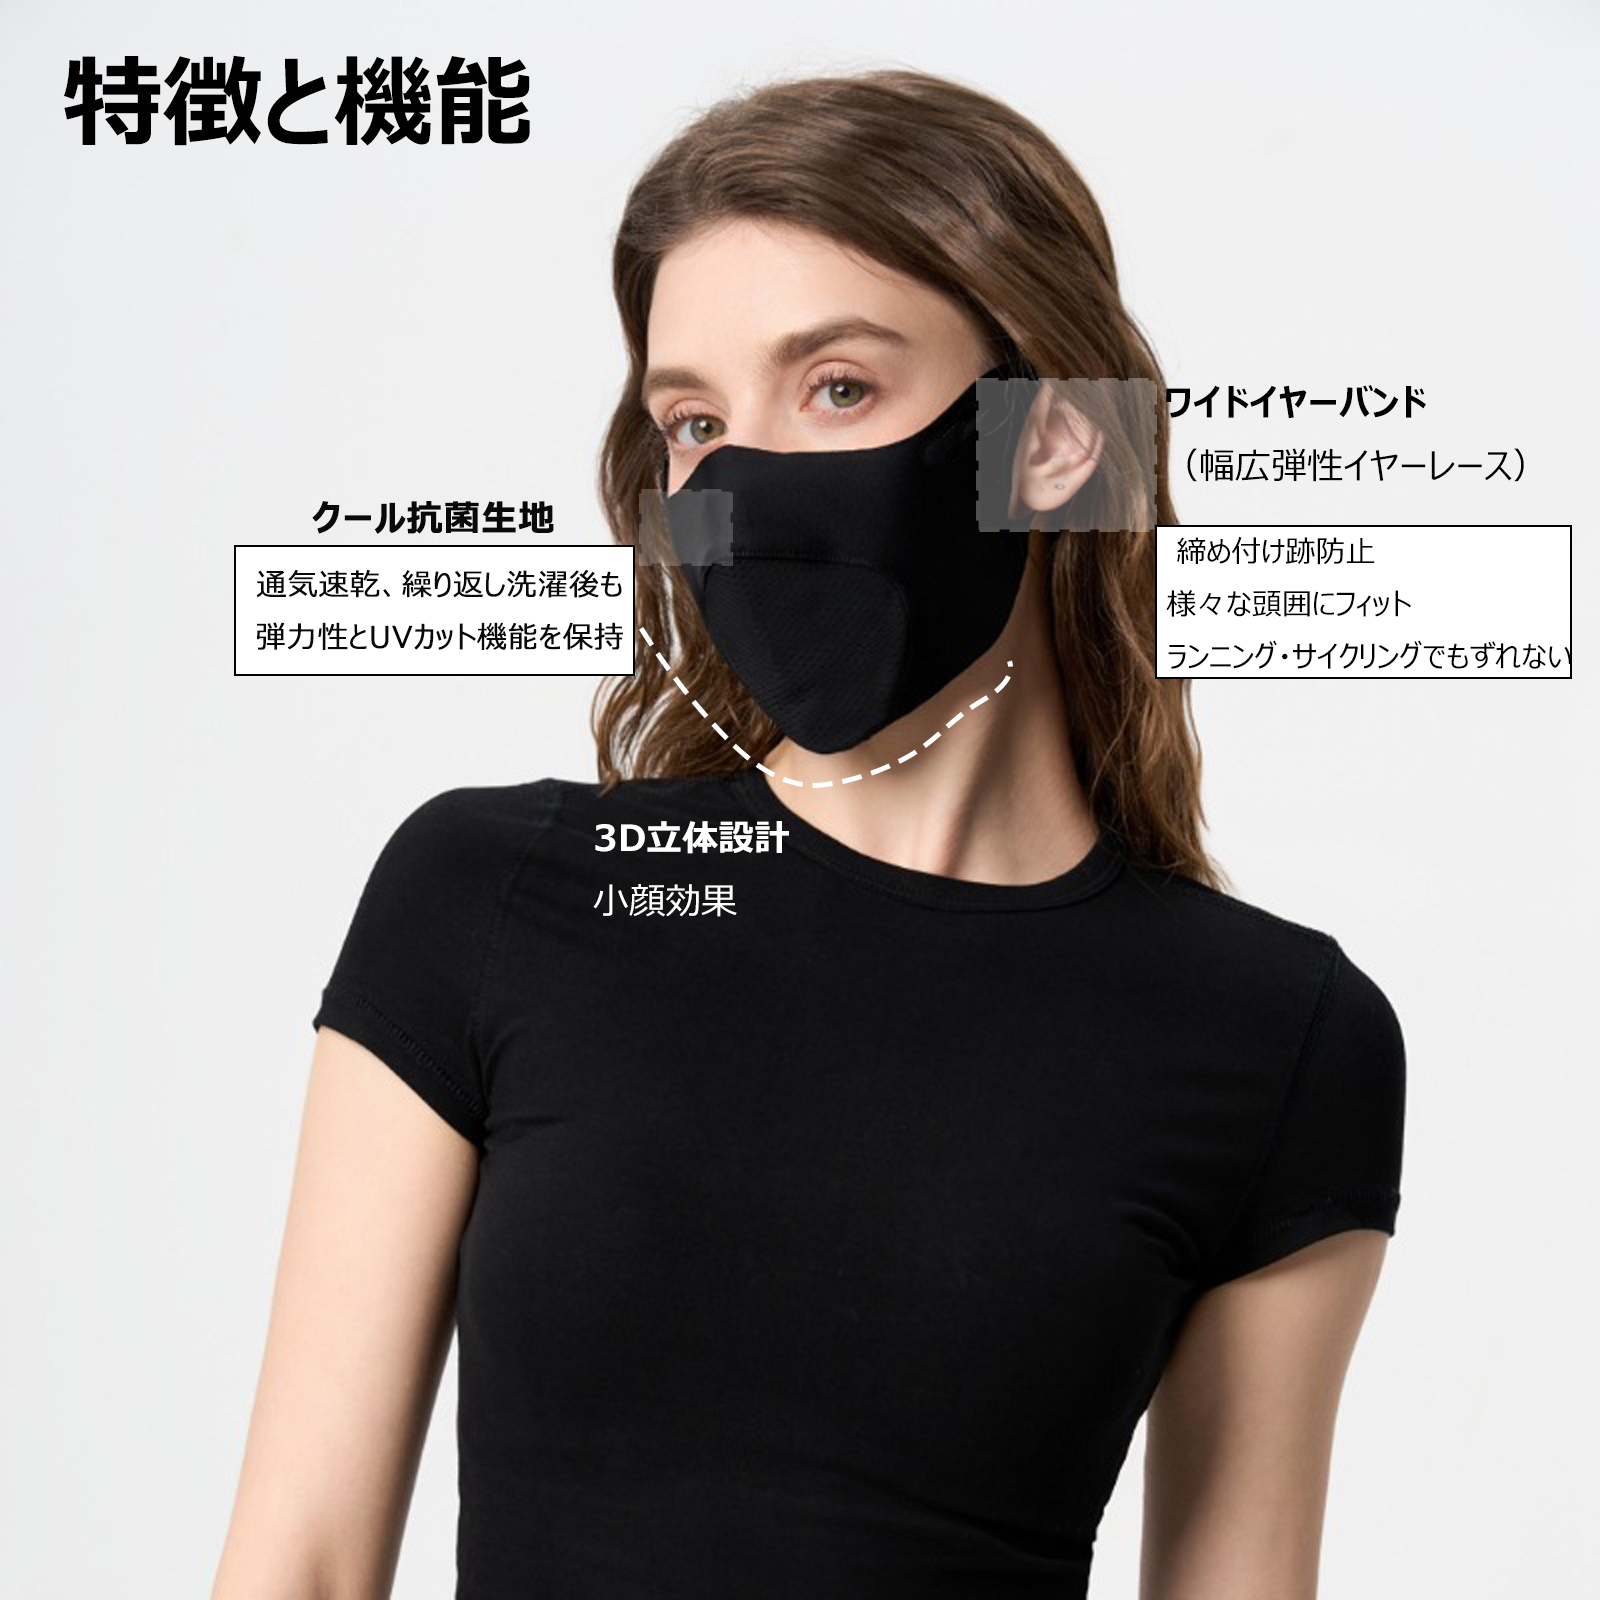 特徴と機能
ワイドイヤーバンド
（幅広弾性イヤーレース）
締め付け跡防止
様々な頭囲にフィット
ランニング・サイクリングでもずれない
クール抗菌生地
通気速乾、繰り返し洗濯後も
弾力性とUVカット機能を保持
3D立体設計
小顔効果